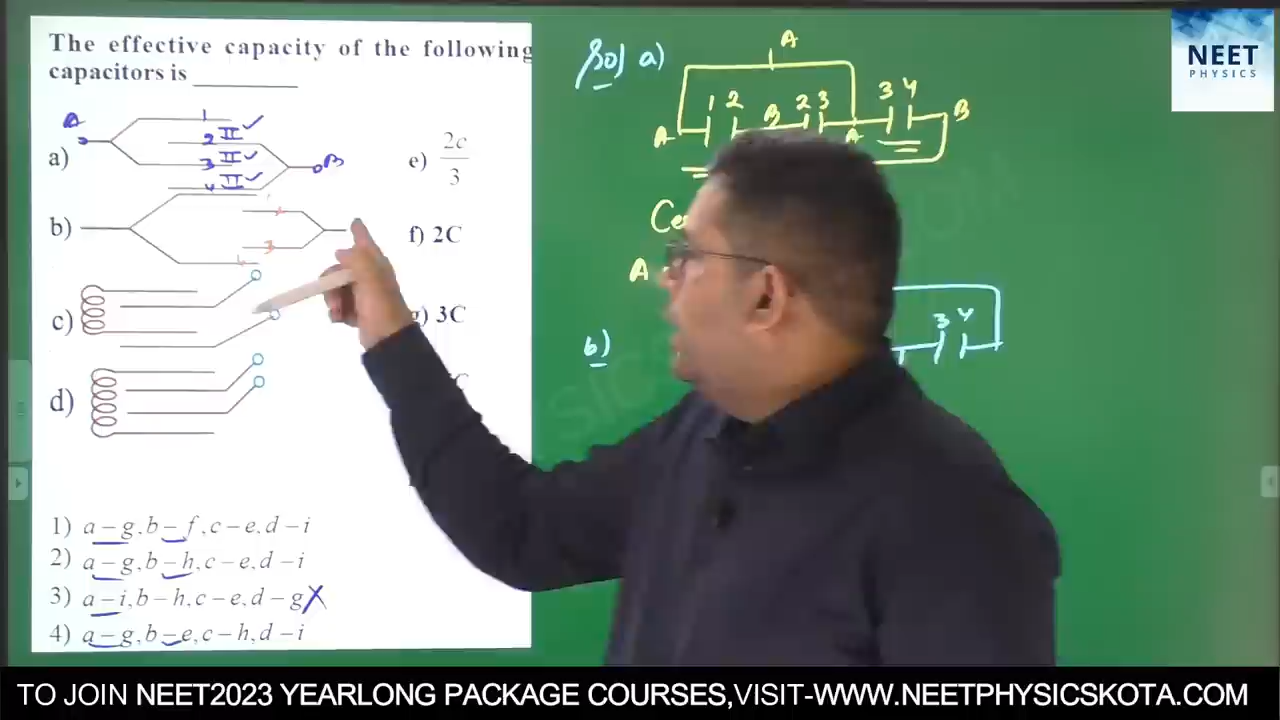 The effective capacity of the following
capacitors is
A
1
2
3
4
B
a)
b)
c)
d)
e) 2c/3
f) 2C
g) 3C
1) a – g, b – f, c – e, d – i
2) a – g, b – h, c – e, d – i
3) a – i, b – h, c – e, d – g X
4) a – g, b – e, c – h, d – i
Sol a)
A
1 2 2 3 3 4
A B A B
A
b)
3 4
NEET
PHYSICS
TO JOIN NEET2023 YEARLONG PACKAGE COURSES,VISIT-WWW.NEETPHYSICSKOTA.COM